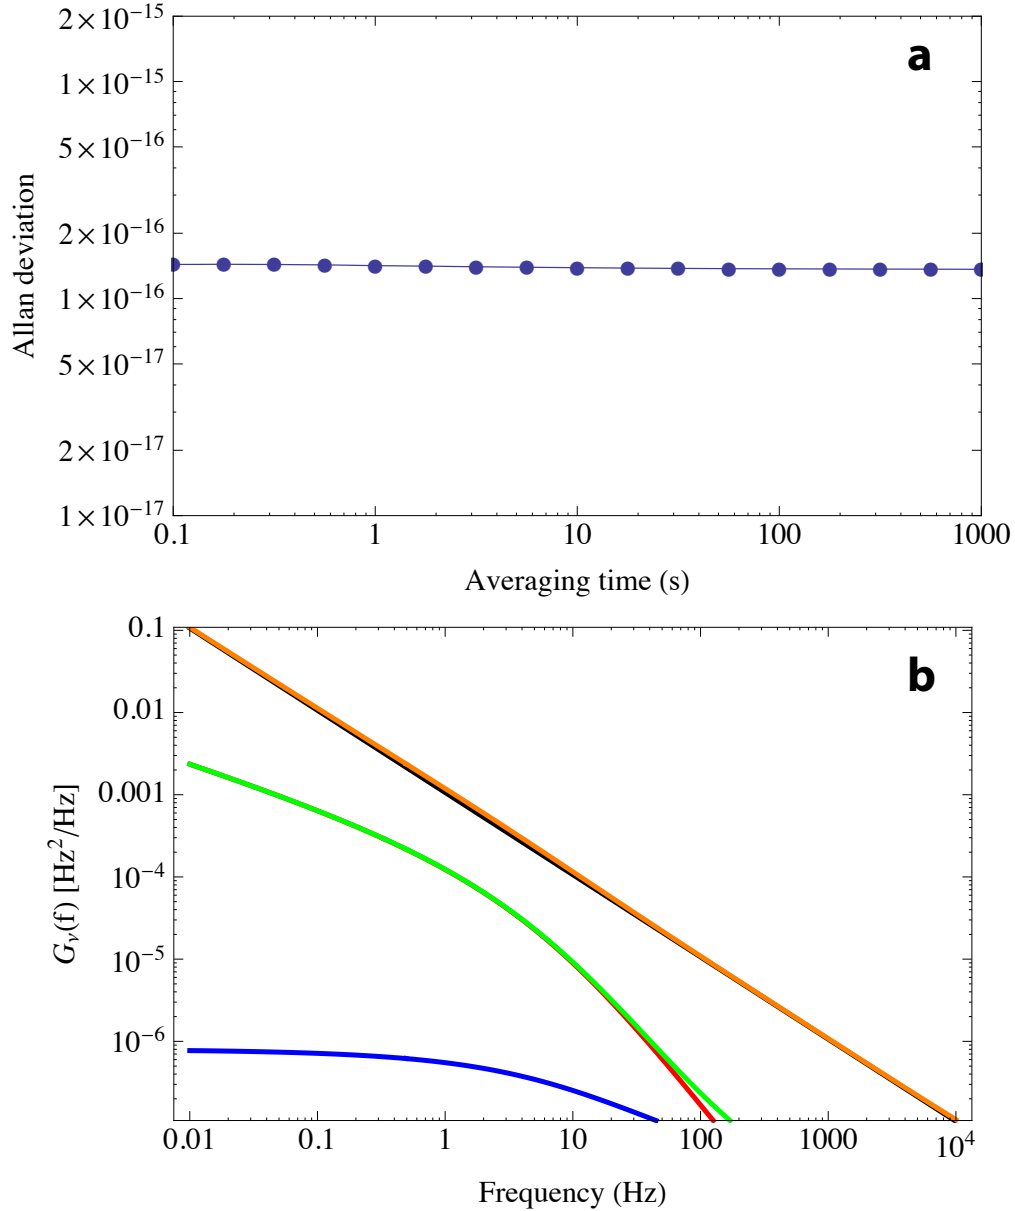 a
2×10⁻¹⁵
1×10⁻¹⁵
5×10⁻¹⁶
2×10⁻¹⁶
1×10⁻¹⁶
5×10⁻¹⁷
2×10⁻¹⁷
1×10⁻¹⁷
Allan deviation
0.1 1 10 100 1000
Averaging time (s)
b
0.1
0.01
0.001
10⁻⁴
10⁻⁵
10⁻⁶
Gᵥ(f) [Hz²/Hz]
0.01 0.1 1 10 100 1000 10⁴
Frequency (Hz)